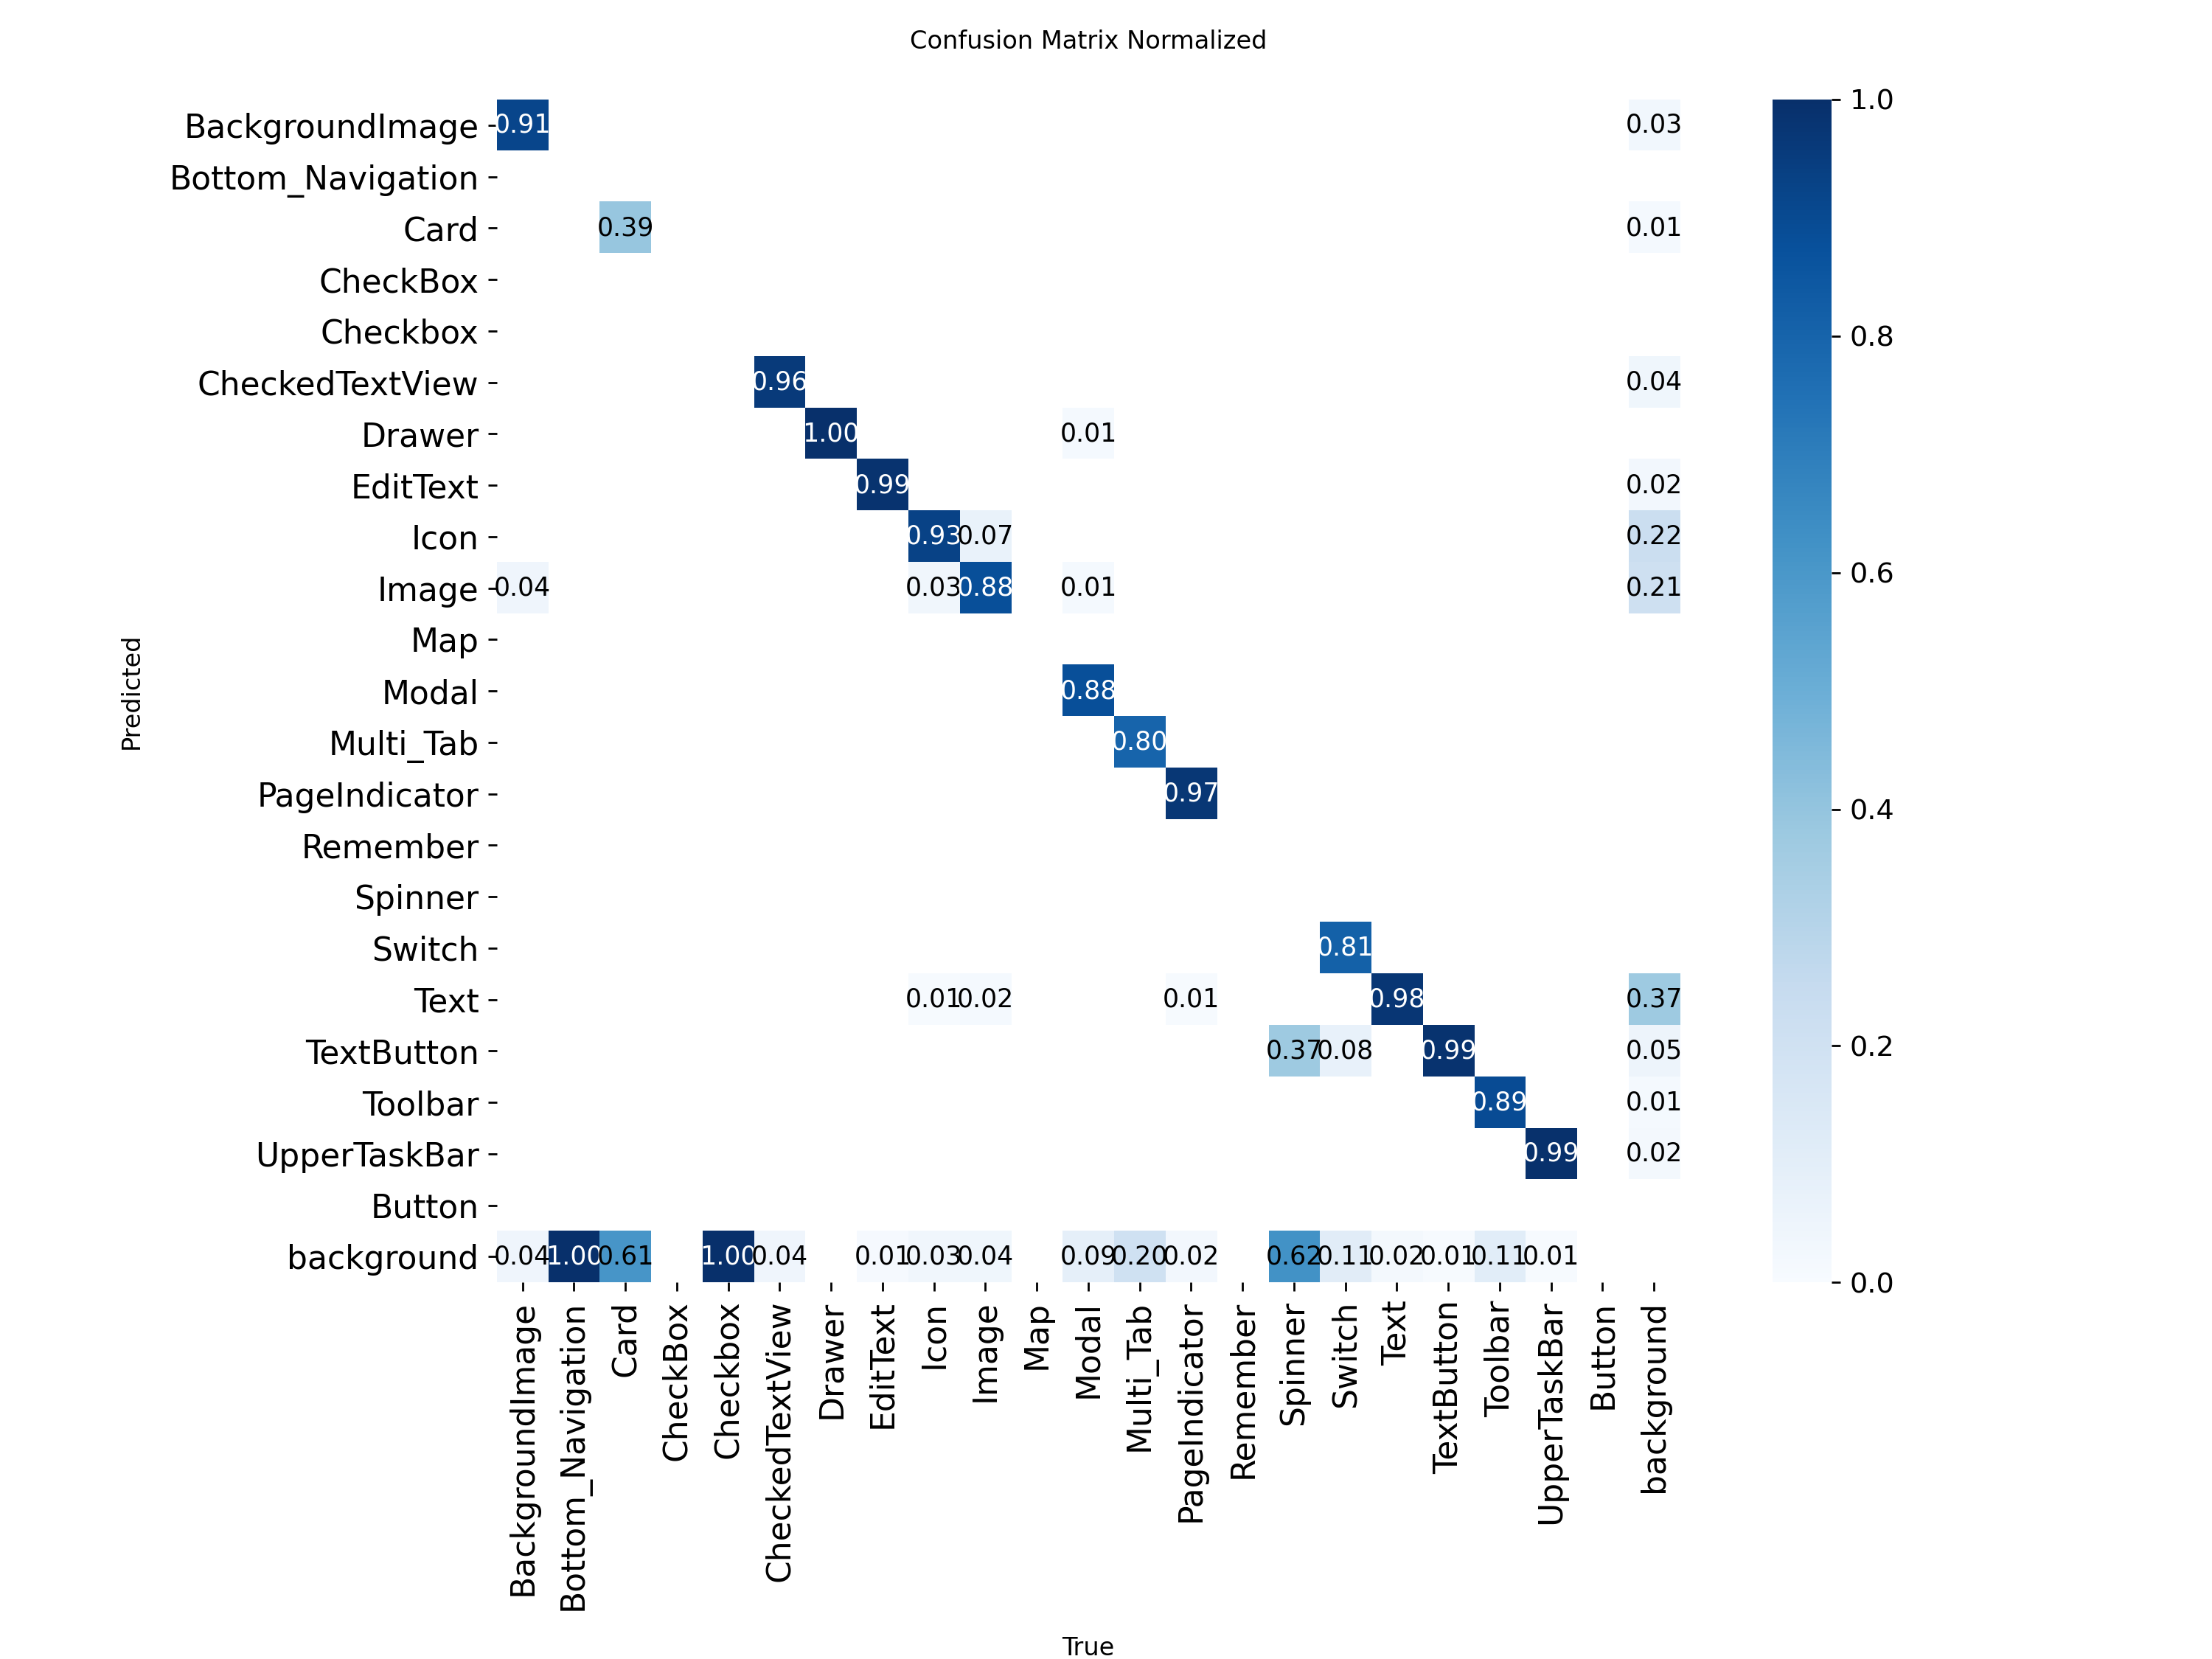 Confusion Matrix Normalized
BackgroundImage 0.91 0.03 1.0
Bottom_Navigation
Card 0.39 0.01
CheckBox
Checkbox 0.8
CheckedTextView 0.96 0.04
Drawer 1.00 0.01
EditText 0.99 0.02
Icon 0.93 0.07 0.22
Image 0.04 0.03 0.88 0.01 0.21 0.6
Map
Modal 0.88
Multi_Tab 0.80
PageIndicator 0.97 0.4
Remember
Spinner
Switch 0.81
Text 0.01 0.02 0.01 0.98 0.37
TextButton 0.37 0.08 0.99 0.05 0.2
Toolbar 0.89 0.01
UpperTaskBar 0.99 0.02
Button
background 0.04 1.00 0.61 1.00 0.04 0.01 0.03 0.04 0.09 0.20 0.02 0.62 0.11 0.02 0.01 0.11 0.01 0.0
Predicted
BackgroundImage
Bottom_Navigation
Card
CheckBox
Checkbox
CheckedTextView
Drawer
EditText
Icon
Image
Map
Modal
Multi_Tab
PageIndicator
Remember
Spinner
Switch
Text
TextButton
Toolbar
UpperTaskBar
Button
background
True